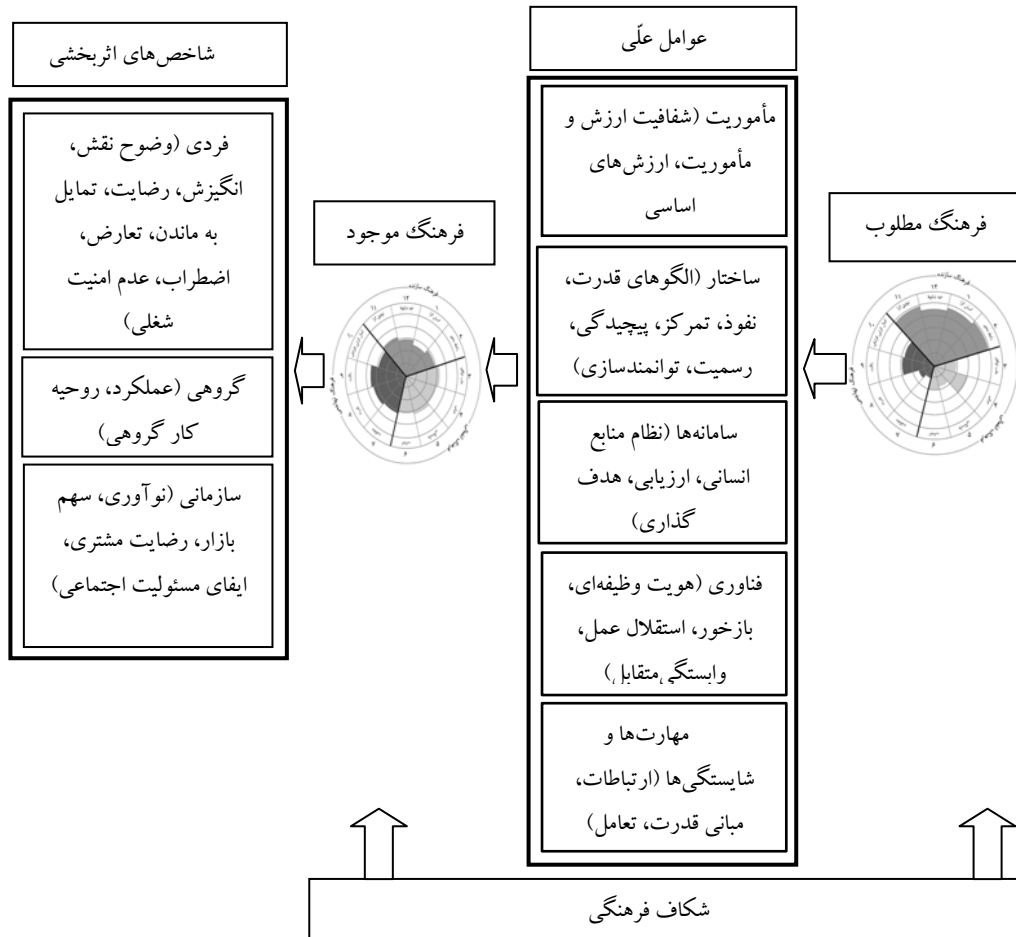 فرهنگ مطلوب
فرهنگ سازنده
عوامل علّی
مأموریت (شفافیت ارزش و
مأموریت، ارزش‌های
اساسی
ساختار (الگوهای قدرت،
نفوذ، تمرکز، پیچیدگی،
رسمیت، توانمندسازی)
سامانه‌ها (نظام منابع
انسانی، ارزیابی، هدف
گذاری)
فناوری (هویت وظیفه‌ای،
بازخور، استقلال عمل،
وابستگی‌متقابل)
مهارت‌ها و
شایستگی‌ها (ارتباطات،
مبانی قدرت، تعامل)
فرهنگ موجود
فرهنگ سازنده
شاخص‌های اثربخشی
فردی (وضوح نقش،
انگیزش، رضایت، تمایل
به ماندن، تعارض،
اضطراب، عدم امنیت
شغلی)
گروهی (عملکرد، روحیه
کار گروهی)
سازمانی (نوآوری، سهم
بازار، رضایت مشتری،
ایفای مسئولیت اجتماعی)
شکاف فرهنگی